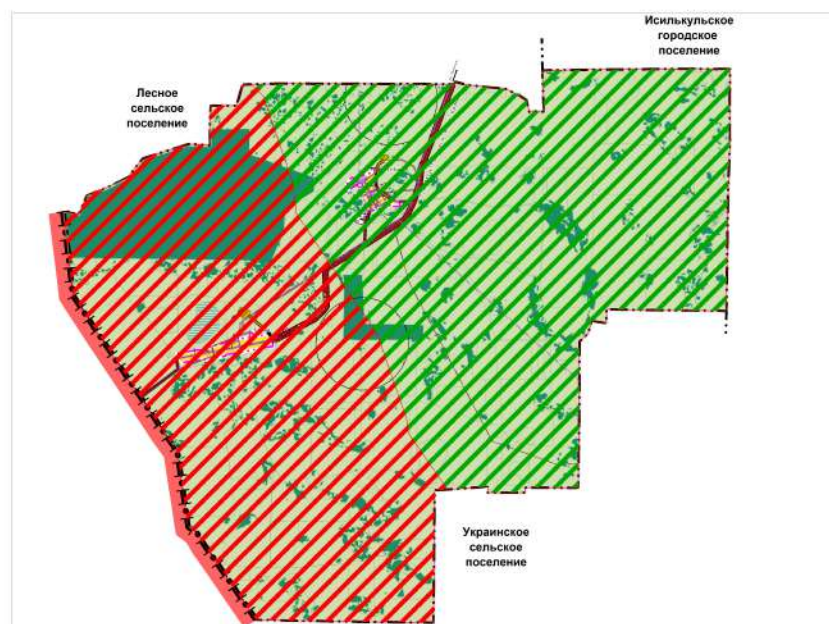 Исилькульское
городское
поселение
Лесное
сельское
поселение
Украинское
сельское
поселение